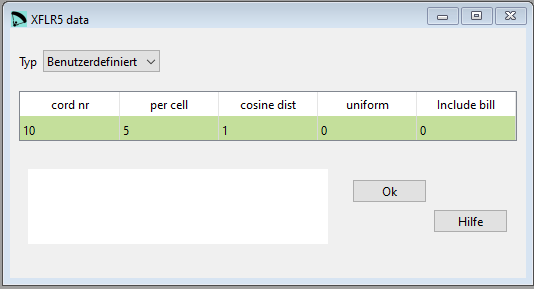 XFLR5 data
Typ Benutzerdefiniert
cord nr per cell cosine dist uniform Include bill
10 5 1 0 0
Ok
Hilfe